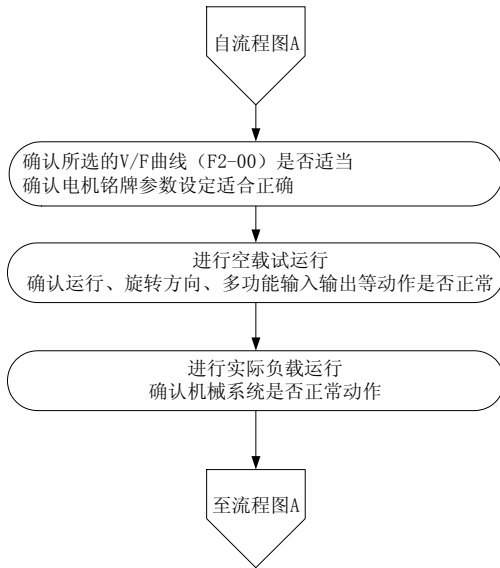 自流程图A
确认所选的V/F曲线（F2-00）是否适当
确认电机铭牌参数设定适合正确
进行空载试运行
确认运行、旋转方向、多功能输入输出等动作是否正常
进行实际负载运行
确认机械系统是否正常动作
至流程图A